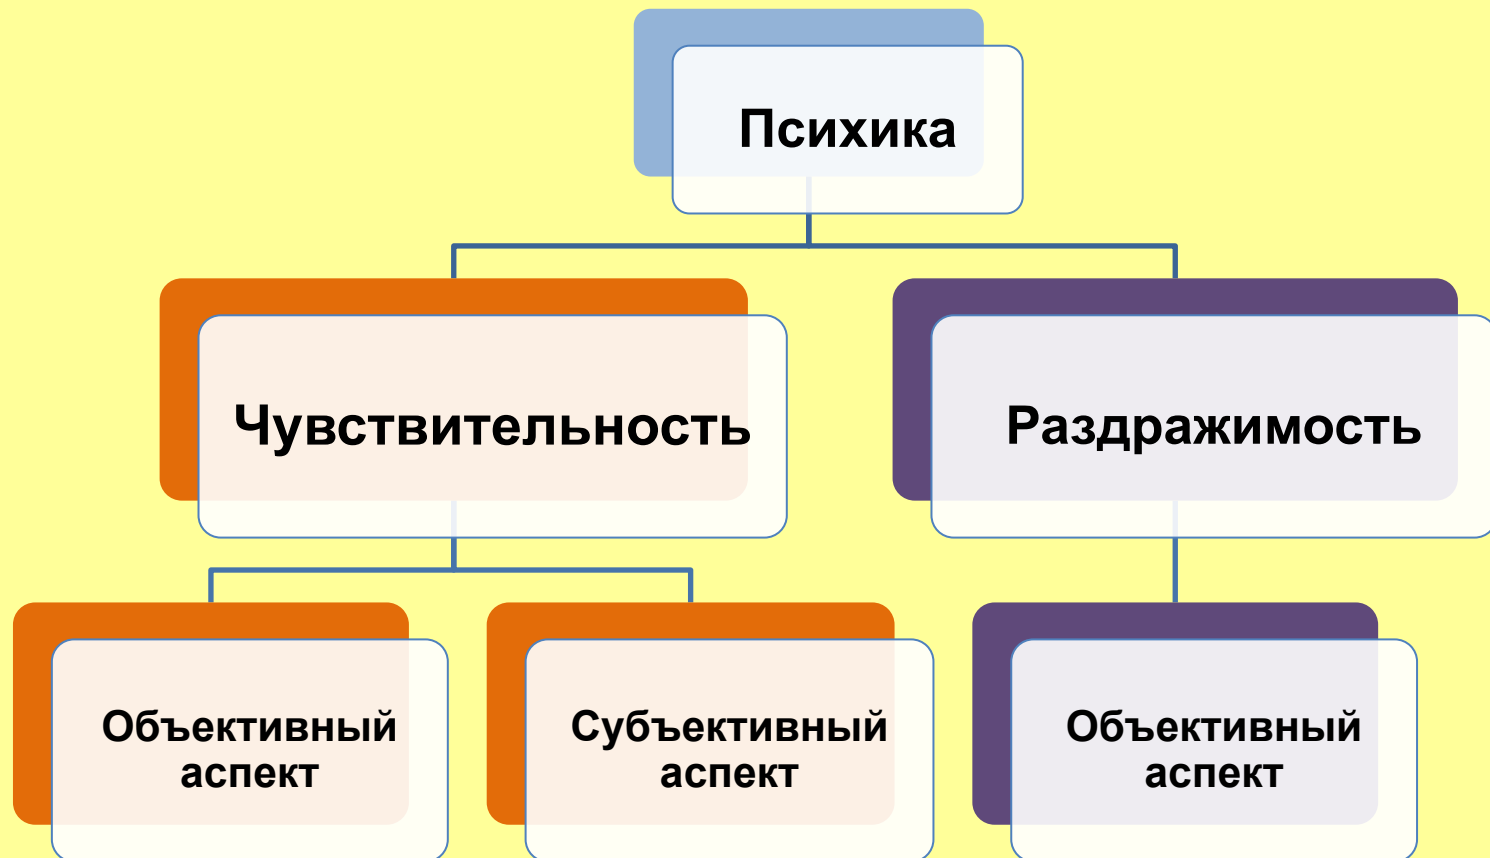 Психика
Чувствительность
Раздражимость
Объективный
аспект
Субъективный
аспект
Объективный
аспект